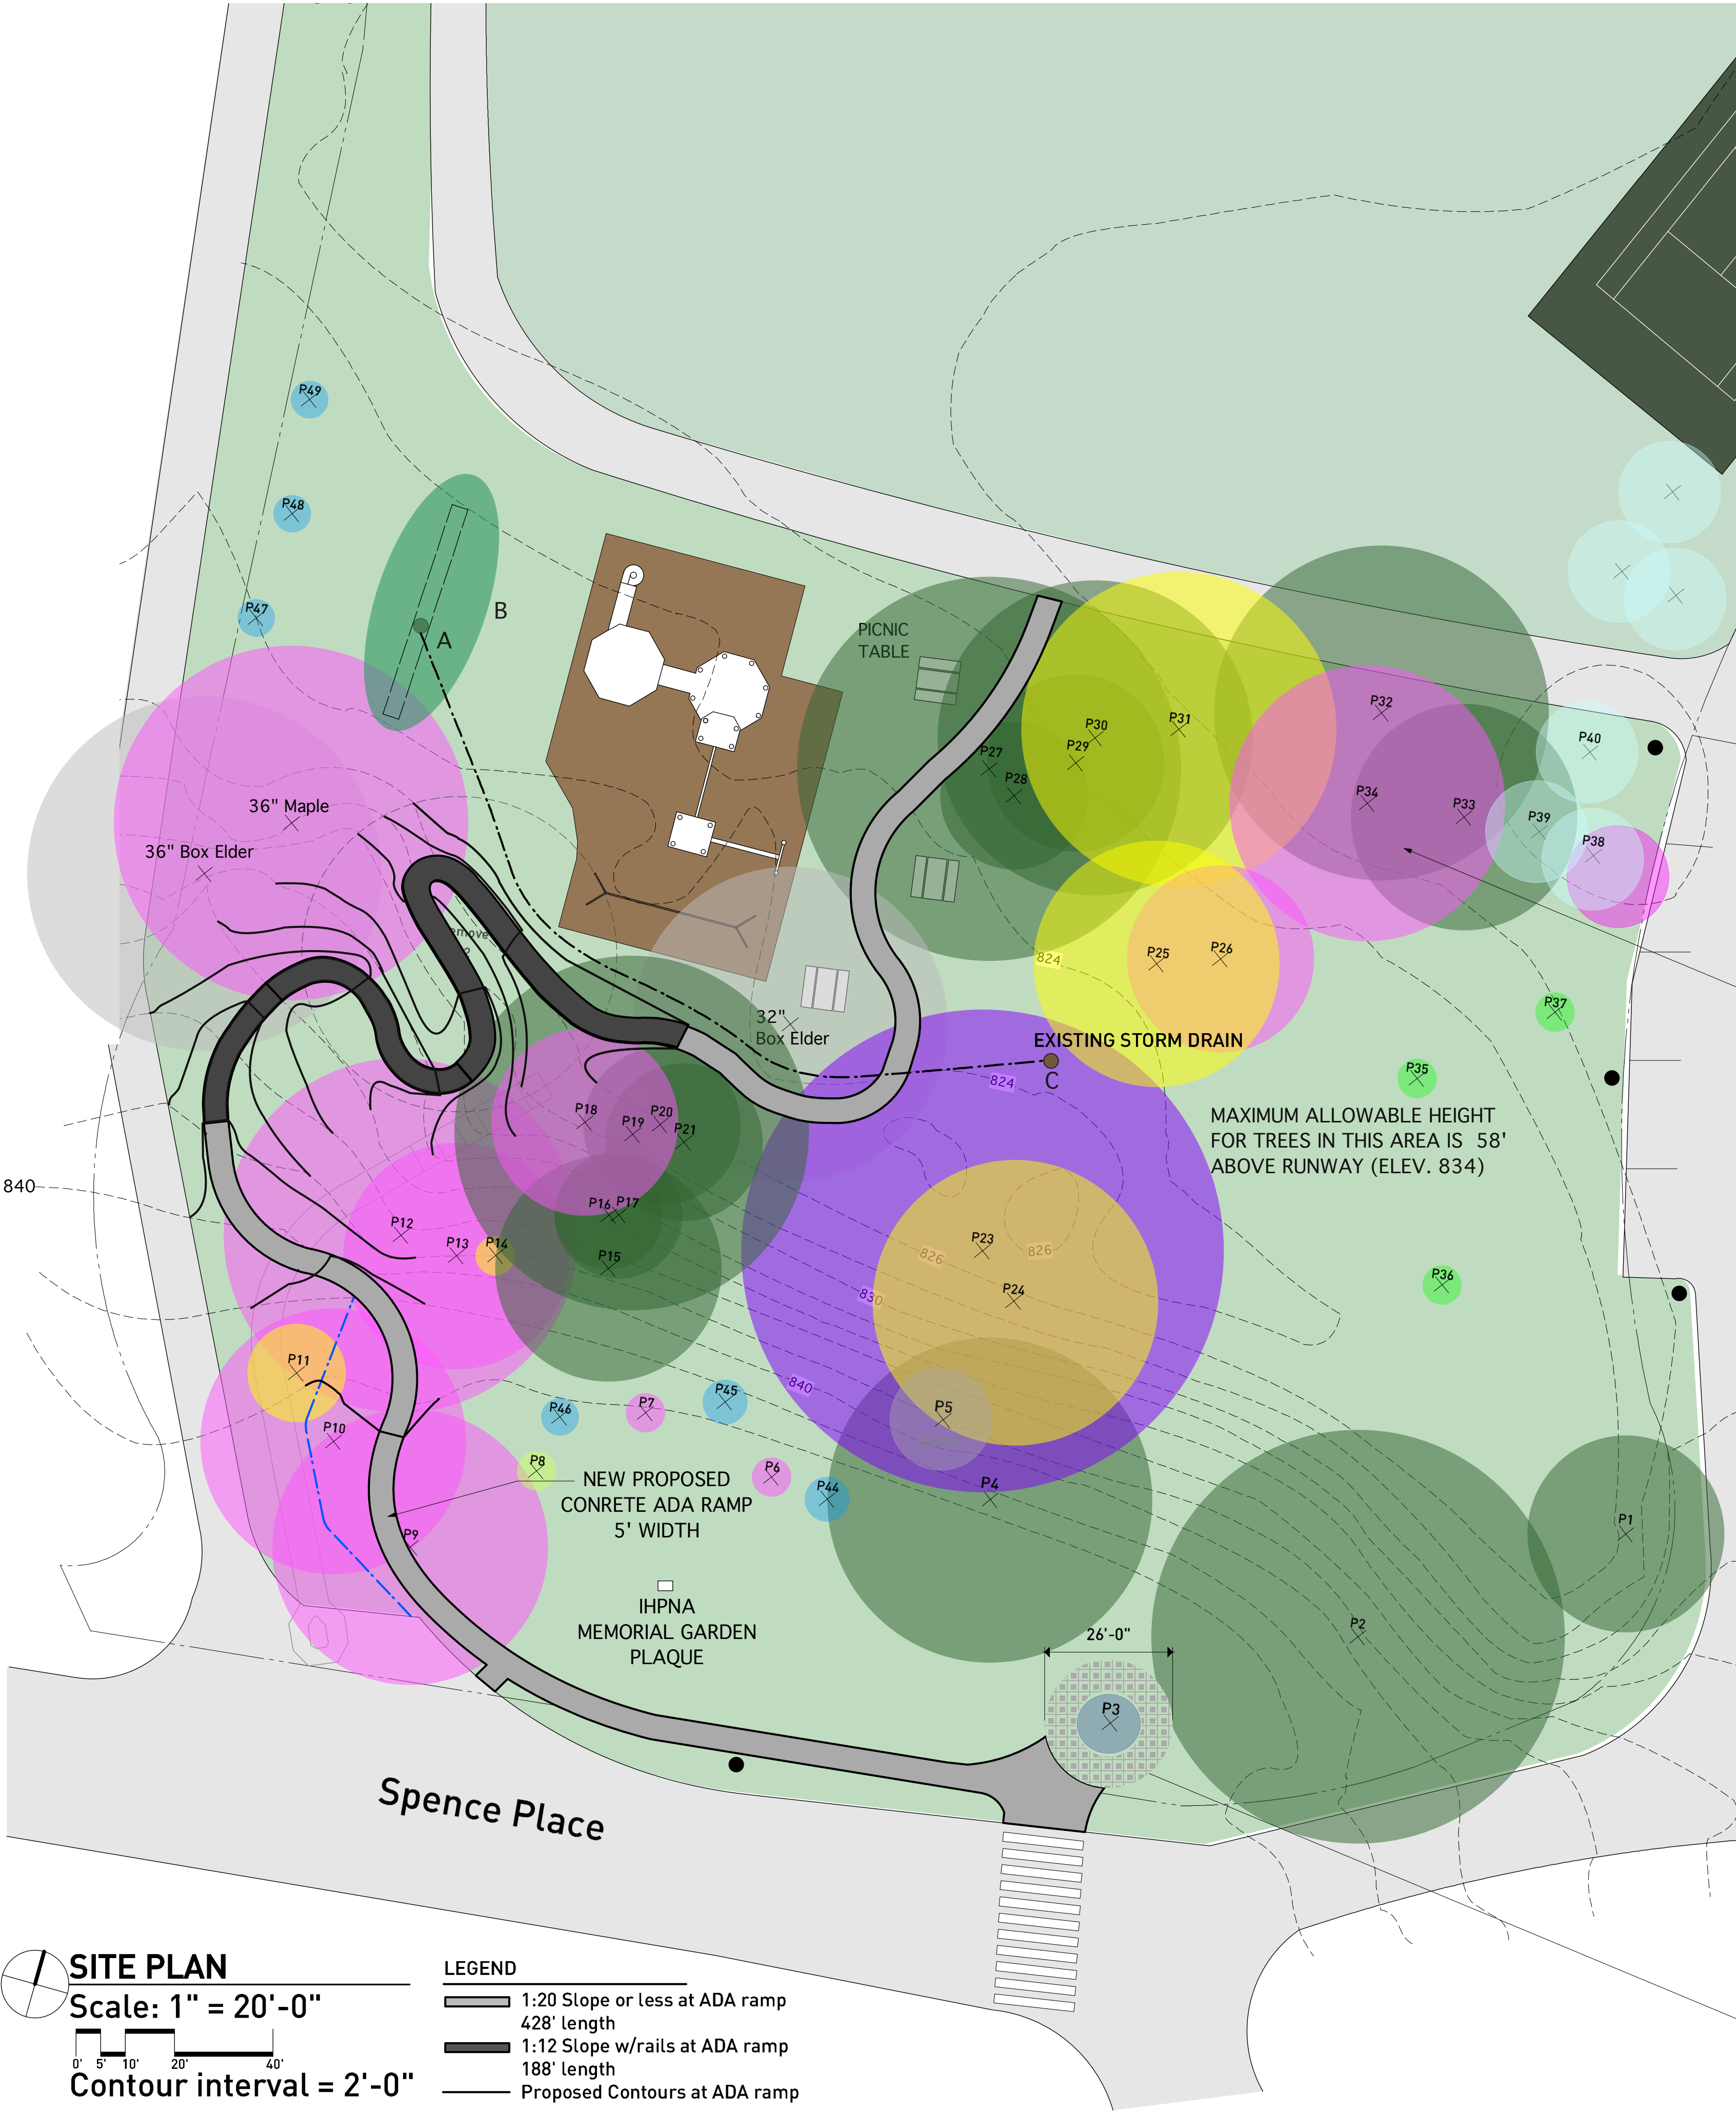 P49
P48
P47
A
B
PICNIC
TABLE
36" Maple
36" Box Elder
emove
P32
P31
P30
P29
P27
P28
P40
P34
P33
P39
P38
P25
P26
824
32"
Box Elder
EXISTING STORM DRAIN
C
824
P37
P35
MAXIMUM ALLOWABLE HEIGHT
FOR TREES IN THIS AREA IS 58'
ABOVE RUNWAY (ELEV. 834)
P18
P19
P20
P21
840
P16
P17
P12
P13
P14
P15
P23
826
826
P24
830
P36
P11
840
P10
P46
P7
P45
P5
P8
P6
P44
P4
NEW PROPOSED
CONRETE ADA RAMP
5' WIDTH
P9
P1
IHPNA
MEMORIAL GARDEN
PLAQUE
P2
26'-0"
P3
Spence Place
SITE PLAN
Scale: 1" = 20'-0"
0' 5' 10' 20' 40'
Contour interval = 2'-0"
LEGEND
1:20 Slope or less at ADA ramp
428' length
1:12 Slope w/rails at ADA ramp
188' length
Proposed Contours at ADA ramp